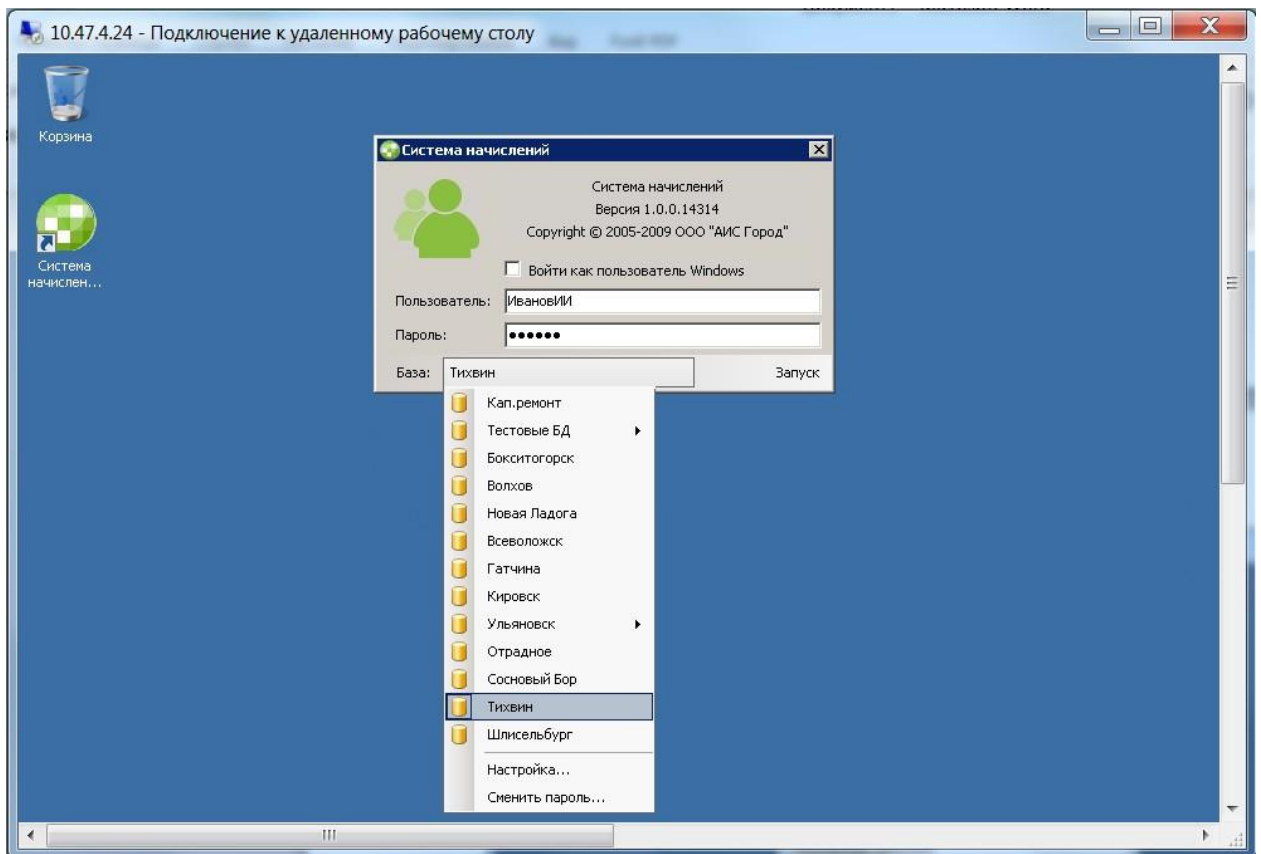 10.47.4.24 - Подключение к удаленному рабочему столу
Корзина
Система
начислен...
Система начислений
Система начислений
Версия 1.0.0.14314
Copyright © 2005-2009 ООО "АИС Город"
Войти как пользователь Windows
Пользователь: ИвановИИ
Пароль: ●●●●●●
База: Тихвин Запуск
Кап.ремонт
Тестовые БД
Бокситогорск
Волхов
Новая Ладога
Всеволожск
Гатчина
Кировск
Ульяновск
Отрадное
Сосновый Бор
Тихвин
Шлисельбург
Настройка...
Сменить пароль...